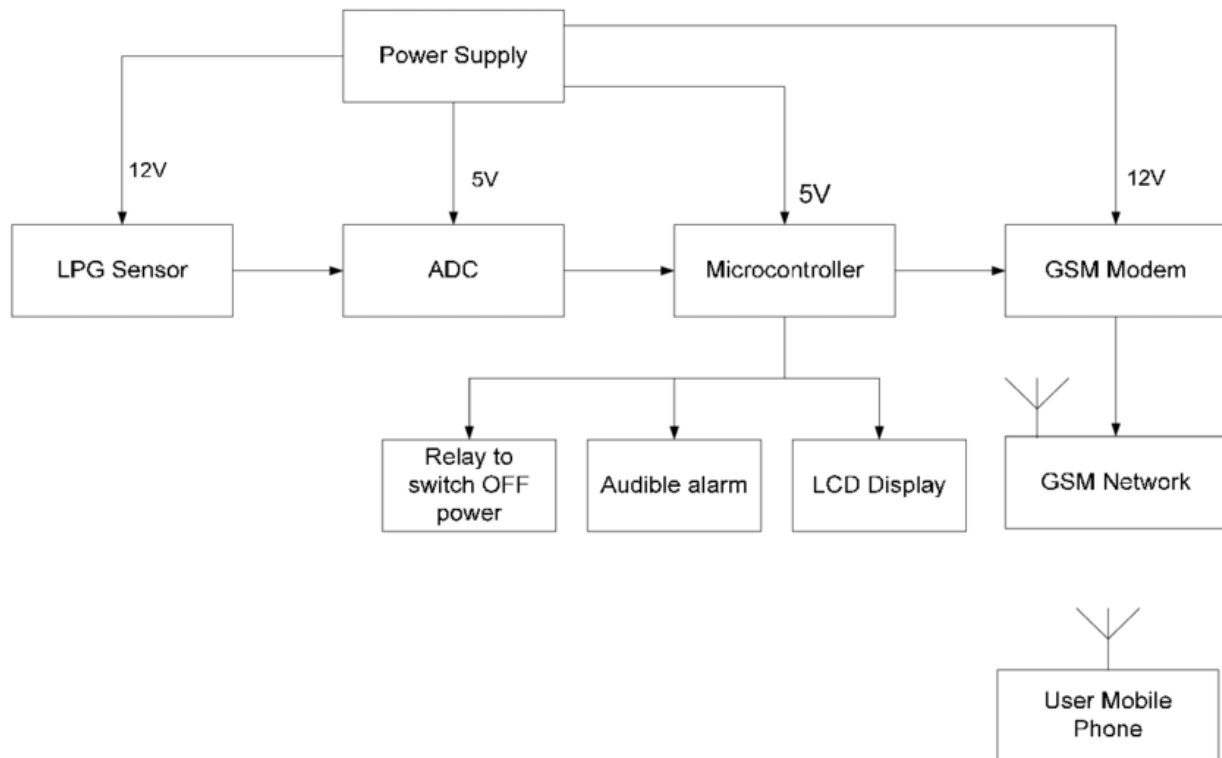 Power Supply
12V
5V
5V
12V
LPG Sensor
ADC
Microcontroller
GSM Modem
Relay to
switch OFF
power
Audible alarm
LCD Display
GSM Network
User Mobile
Phone